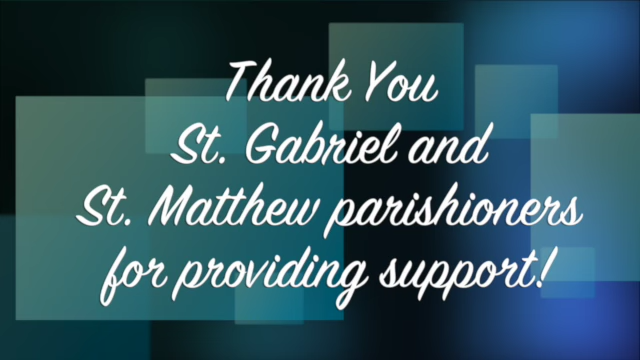 Thank You
St. Gabriel and
St. Matthew parishioners
for providing support!